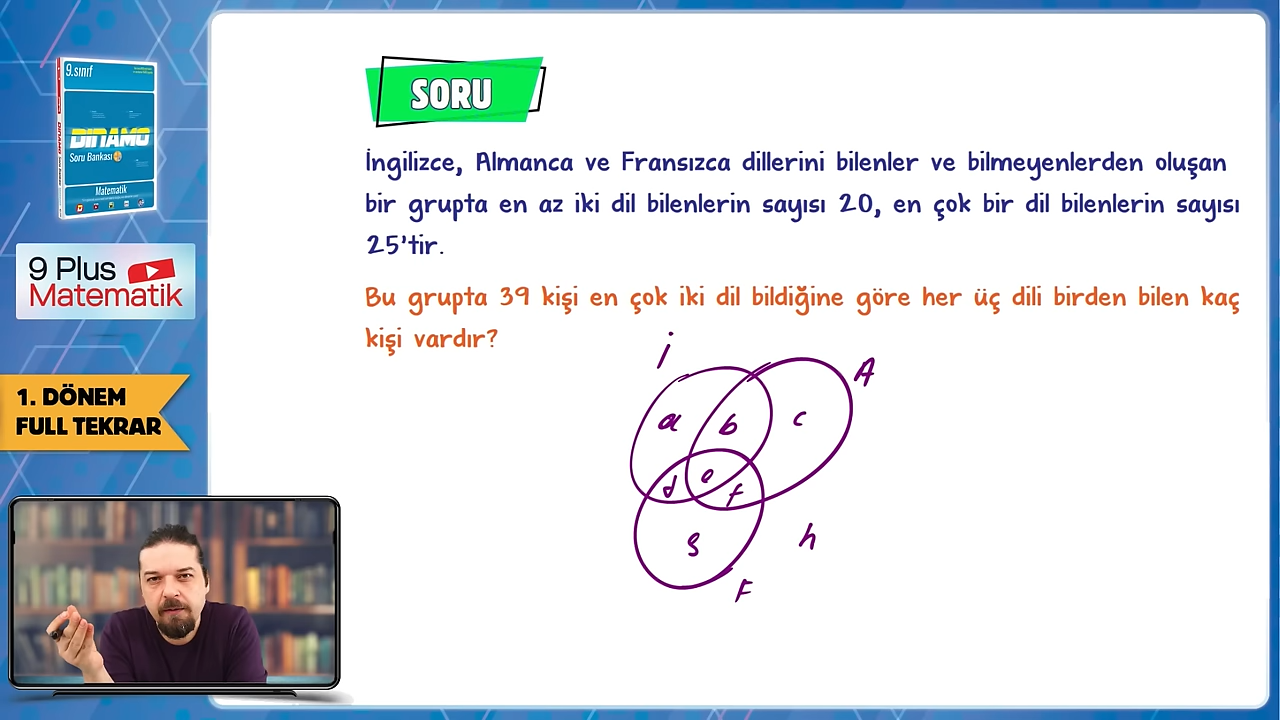 9.sınıf
DİNAMO
Soru Bankası
Matematik
9 Plus
Matematik
1. DÖNEM
FULL TEKRAR
SORU
İngilizce, Almanca ve Fransızca dillerini bilenler ve bilmeyenlerden oluşan
bir grupta en az iki dil bilenlerin sayısı 20, en çok bir dil bilenlerin sayısı
25'tir.
Bu grupta 39 kişi en çok iki dil bildiğine göre her üç dili birden bilen kaç
kişi vardır?
İ
A
a b c
d e f
g h
F